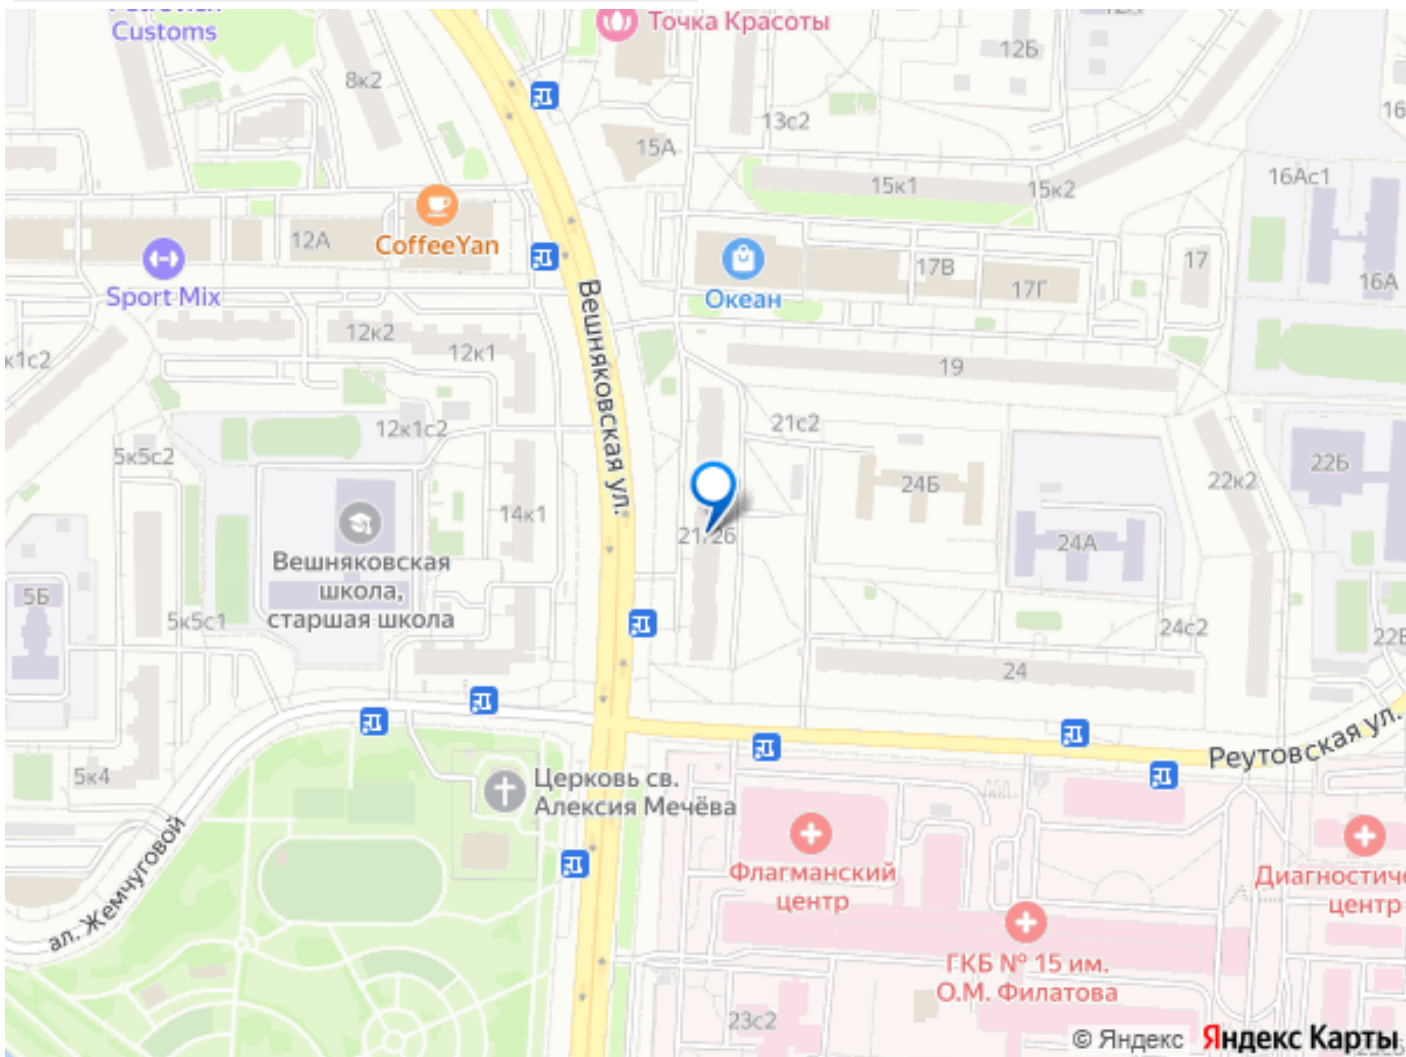 Customs
Точка Красоты
12Б
8к2
13с2
15А
15к1
15к2
16Ас1
12А
CoffeeYan
Sport Mix
Океан
17В
17Г
17
16А
Вешняковская ул.
12к2
12к1
к1с2
19
12к1с2
21с2
5к5с2
24Б
22к2
22Б
14к1
21/26
24А
Вешняковская
школа,
старшая школа
5Б
5к5с1
24с2
24
5к4
Реутовская ул.
Церковь св.
Алексия Мечёва
ал. Жемчуговой
Флагманский
центр
Диагностиче
центр
ГКБ № 15 им.
О.М. Филатова
23с2
© Яндекс
Яндекс Карты